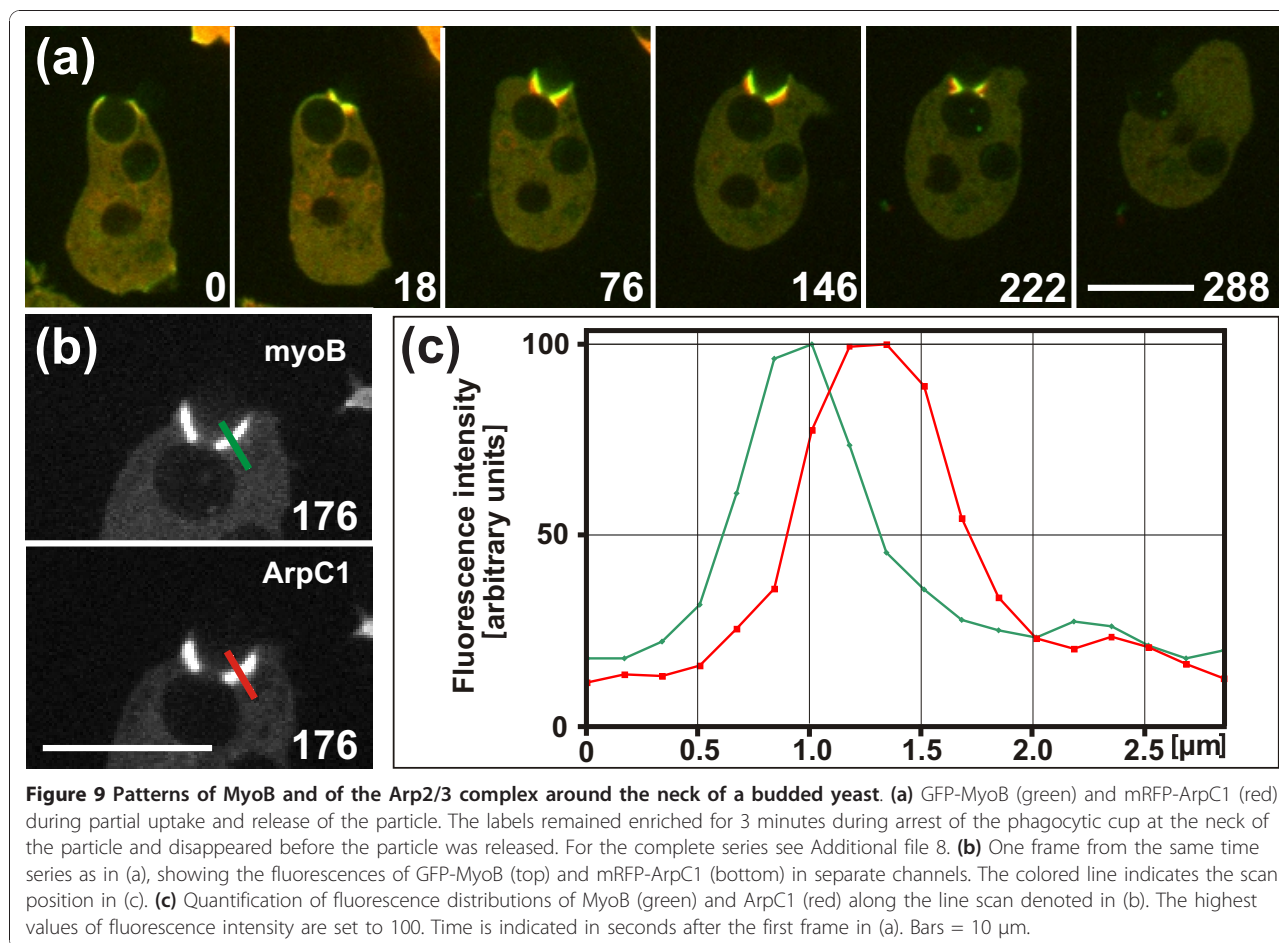 (a)
0
18
76
146
222
288
(b)
myoB
176
ArpC1
176
(c)
Fluorescence intensity
[arbitrary units]
100
50
0
0 0.5 1.0 1.5 2.0 2.5 [µm]
Figure 9 Patterns of MyoB and of the Arp2/3 complex around the neck of a budded yeast. (a) GFP-MyoB (green) and mRFP-ArpC1 (red)
during partial uptake and release of the particle. The labels remained enriched for 3 minutes during arrest of the phagocytic cup at the neck of
the particle and disappeared before the particle was released. For the complete series see Additional file 8. (b) One frame from the same time
series as in (a), showing the fluorescences of GFP-MyoB (top) and mRFP-ArpC1 (bottom) in separate channels. The colored line indicates the scan
position in (c). (c) Quantification of fluorescence distributions of MyoB (green) and ArpC1 (red) along the line scan denoted in (b). The highest
values of fluorescence intensity are set to 100. Time is indicated in seconds after the first frame in (a). Bars = 10 μm.